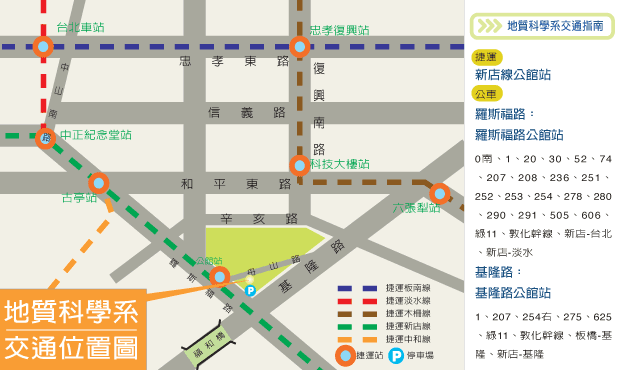 台北車站
忠孝復興站
忠孝東路
中山南路
復興南路
信義路
中正紀念堂站
科技大樓站
古亭站
和平東路
六張犁站
辛亥路
公館站
舟山路
基隆路
羅斯福路
P
福和橋
地質科學系
交通位置圖
捷運板南線
捷運淡水線
捷運木柵線
捷運新店線
捷運中和線
捷運站
P 停車場
地質科學系交通指南
捷運
新店線公館站
公車
羅斯福路：
羅斯福路公館站
0南、1、20、30、52、74
、207、208、236、251、
252、253、254、278、280
、290、291、505、606、
綠11、敦化幹線、新店-台北
、新店-淡水
基隆路：
基隆路公館站
1、207、254右、275、625
、綠11、敦化幹線、板橋-基
隆、新店-基隆